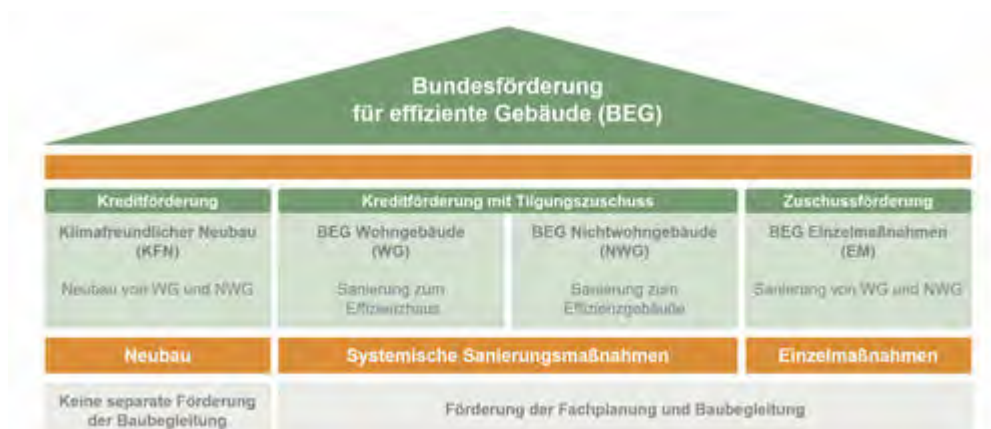 Bundesförderung
für effiziente Gebäude (BEG)
Kreditförderung
Kreditförderung mit Tilgungszuschuss
Zuschussförderung
Klimafreundlicher Neubau
(KFN)
Neubau von WG und NWG
BEG Wohngebäude
(WG)
Sanierung zum
Effizienzhaus
BEG Nichtwohngebäude
(NWG)
Sanierung zum
Effizienzgebäude
BEG Einzelmaßnahmen
(EM)
Sanierung von WG und NWG
Neubau
Systemische Sanierungsmaßnahmen
Einzelmaßnahmen
Keine separate Förderung
der Baubegleitung
Förderung der Fachplanung und Baubegleitung